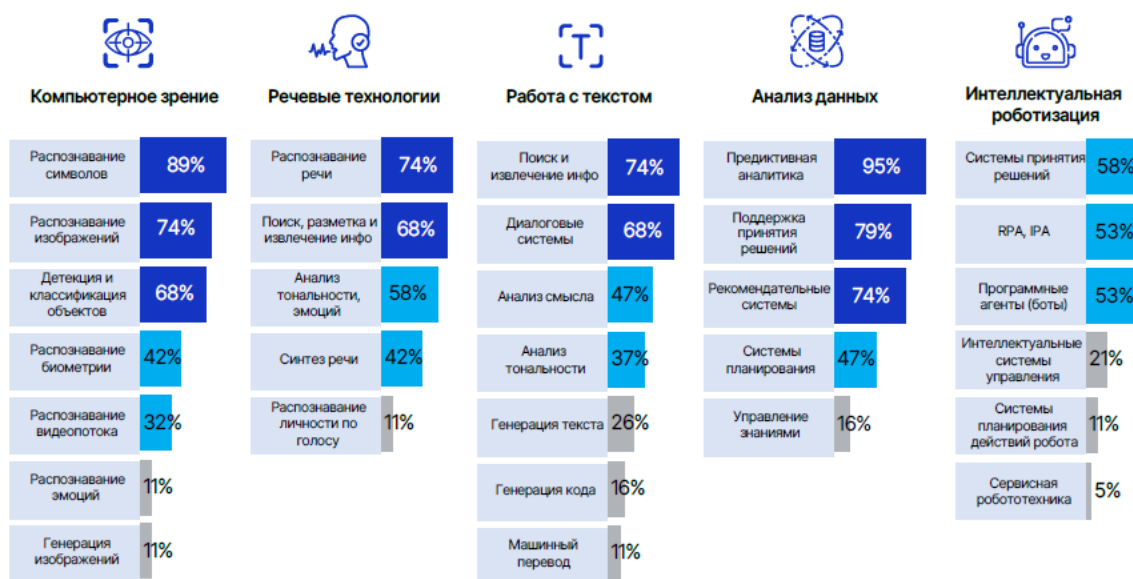 T
Компьютерное зрение
Распознавание
символов
89%
Распознавание
изображений
74%
Детекция и
классификация
объектов
68%
Распознавание
биометрии
42%
Распознавание
видеопотока
32%
Распознавание
эмоций
11%
Генерация
изображений
11%
Речевые технологии
Распознавание
речи
74%
Поиск, разметка и
извлечение инфо
68%
Анализ
тональности,
эмоций
58%
Синтез речи
42%
Распознавание
личности по
голосу
11%
Работа с текстом
Поиск и
извлечение инфо
74%
Диалоговые
системы
68%
Анализ смысла
47%
Анализ
тональности
37%
Генерация текста
26%
Генерация кода
16%
Машинный
перевод
11%
Анализ данных
Предиктивная
аналитика
95%
Поддержка
принятия
решений
79%
Рекомендательные
системы
74%
Системы
планирования
47%
Управление
знаниями
16%
Интеллектуальная
роботизация
Системы принятия
решений
58%
RPA, IPA
53%
Программные
агенты (боты)
53%
Интеллектуальные
системы
управления
21%
Системы
планирования
действий робота
11%
Сервисная
робототехника
5%